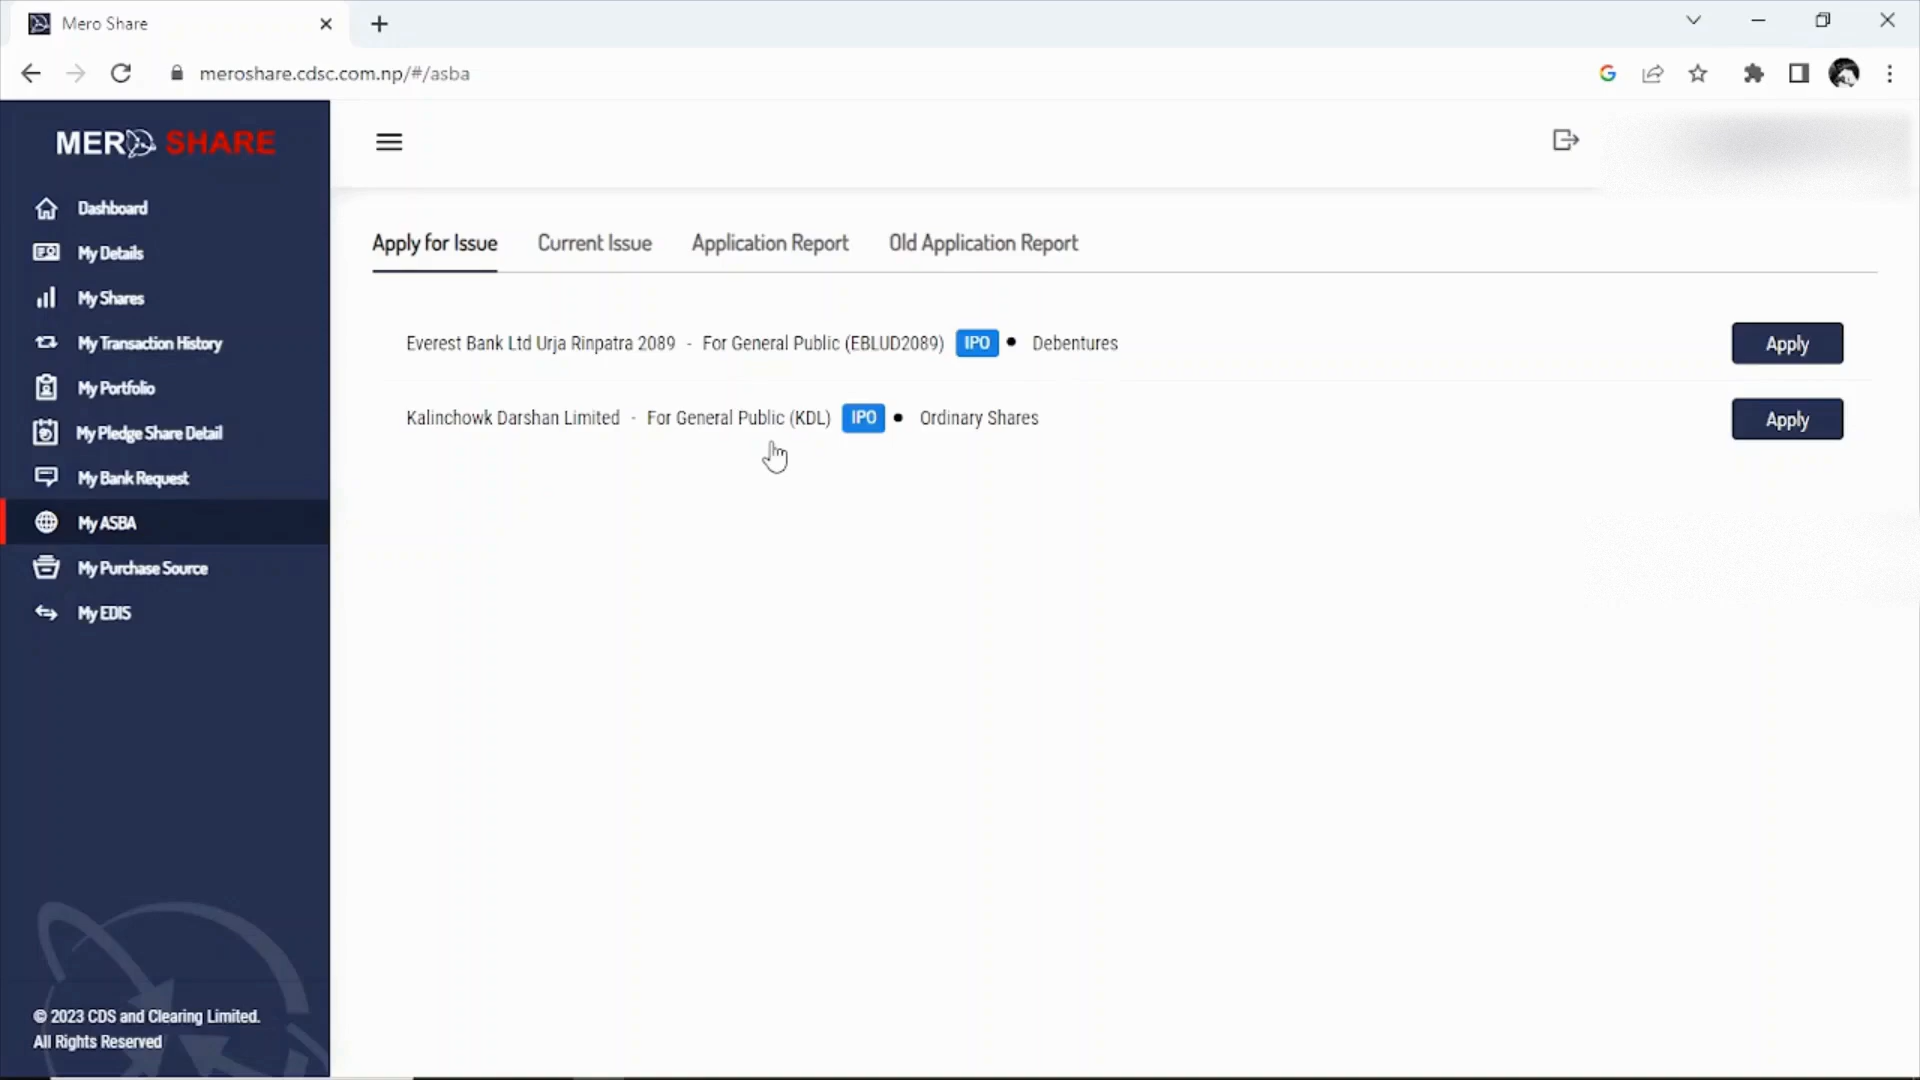 Mero Share
meroshare.cdsc.com.np/#/asba
MERO SHARE
Dashboard
My Details
My Shares
My Transaction History
My Portfolio
My Pledge Share Detail
My Bank Request
My ASBA
My Purchase Source
My EDIS
© 2023 CDS and Clearing Limited.
All Rights Reserved
Apply for Issue Current Issue Application Report Old Application Report
Everest Bank Ltd Urja Rinpatra 2089 - For General Public (EBLUD2089) IPO • Debentures Apply
Kalinchowk Darshan Limited - For General Public (KDL) IPO • Ordinary Shares Apply